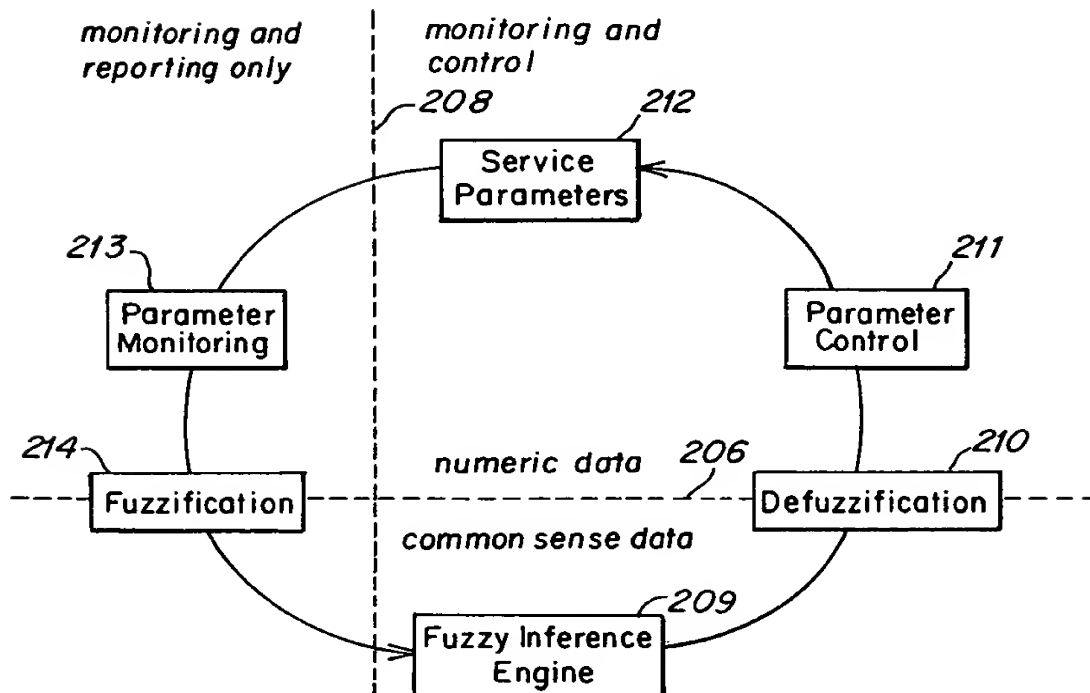 monitoring and
reporting only
monitoring and
control
208
212
Service
Parameters
213
Parameter
Monitoring
211
Parameter
Control
214
Fuzzification
numeric data
206
210
Defuzzification
common sense data
209
Fuzzy Inference
Engine